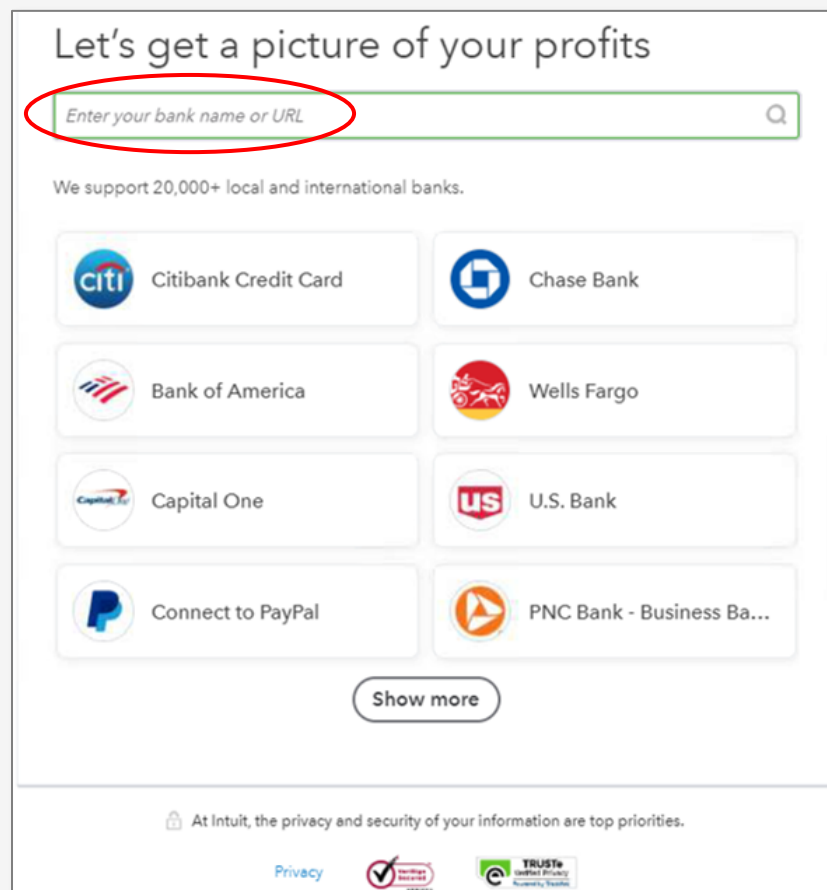 Let's get a picture of your profits
Enter your bank name or URL
We support 20,000+ local and international banks.
citi Citibank Credit Card
Chase Bank
Bank of America
Wells Fargo
Capital One
us U.S. Bank
Connect to PayPal
PNC Bank - Business Ba...
Show more
At Intuit, the privacy and security of your information are top priorities.
Privacy
TRUSTe